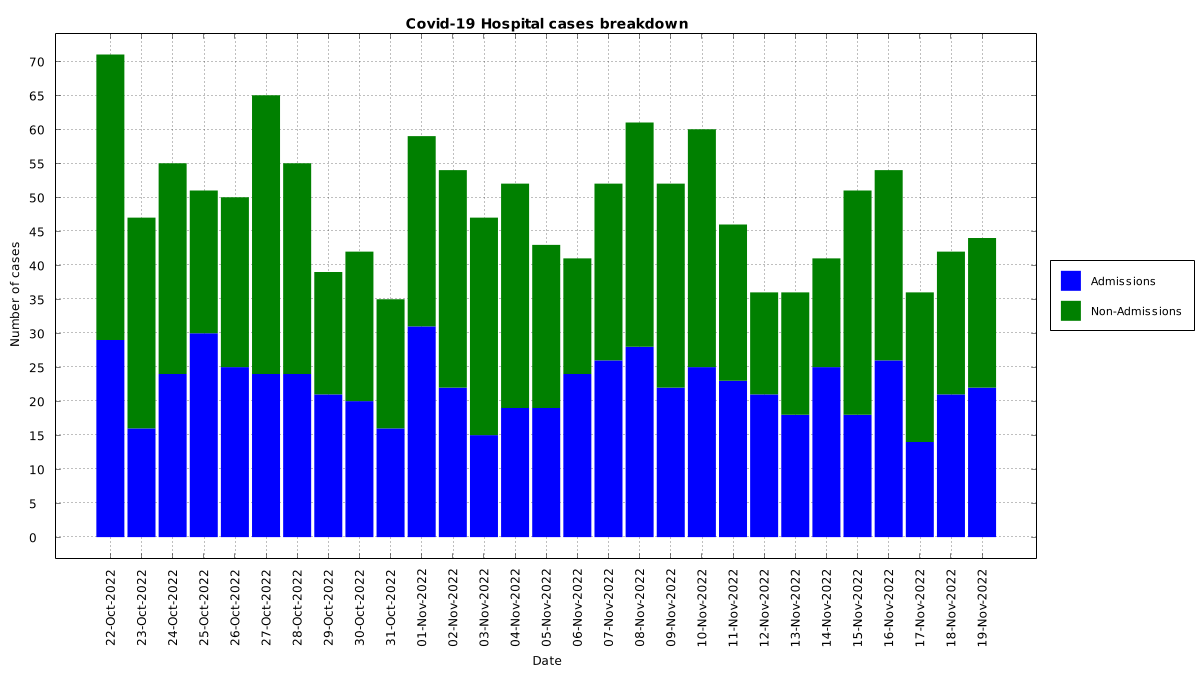 Covid-19 Hospital cases breakdown
70
65
60
55
50
45
40
35
30
25
20
15
10
5
0
Number of cases
22-Oct-2022
23-Oct-2022
24-Oct-2022
25-Oct-2022
26-Oct-2022
27-Oct-2022
28-Oct-2022
29-Oct-2022
30-Oct-2022
31-Oct-2022
01-Nov-2022
02-Nov-2022
03-Nov-2022
04-Nov-2022
05-Nov-2022
06-Nov-2022
07-Nov-2022
08-Nov-2022
09-Nov-2022
10-Nov-2022
11-Nov-2022
12-Nov-2022
13-Nov-2022
14-Nov-2022
15-Nov-2022
16-Nov-2022
17-Nov-2022
18-Nov-2022
19-Nov-2022
Date
Admissions
Non-Admissions